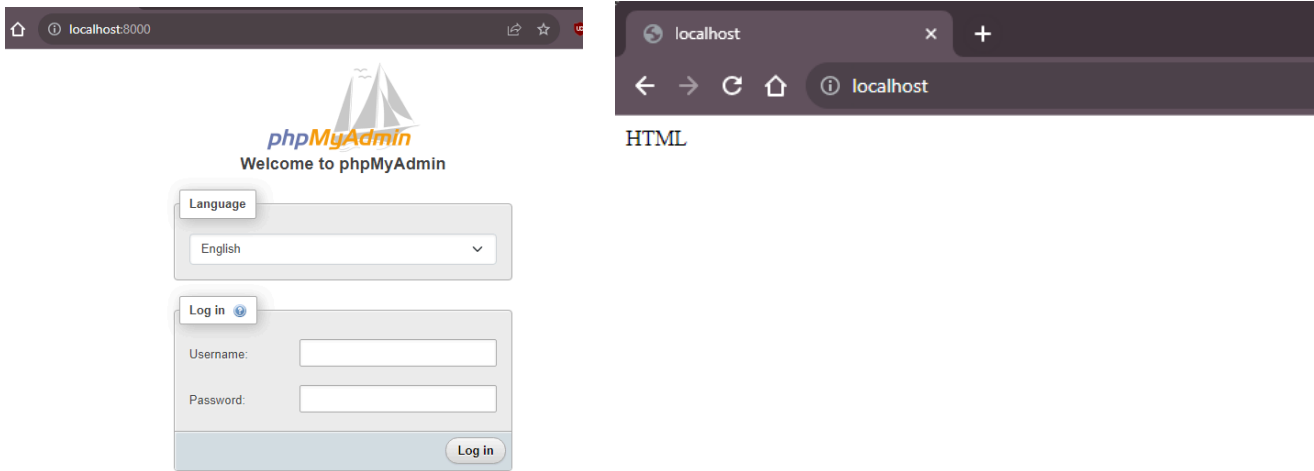 localhost:8000
phpMyAdmin
Welcome to phpMyAdmin
Language
English
Log in
Username:
Password:
Log in
localhost
localhost
HTML